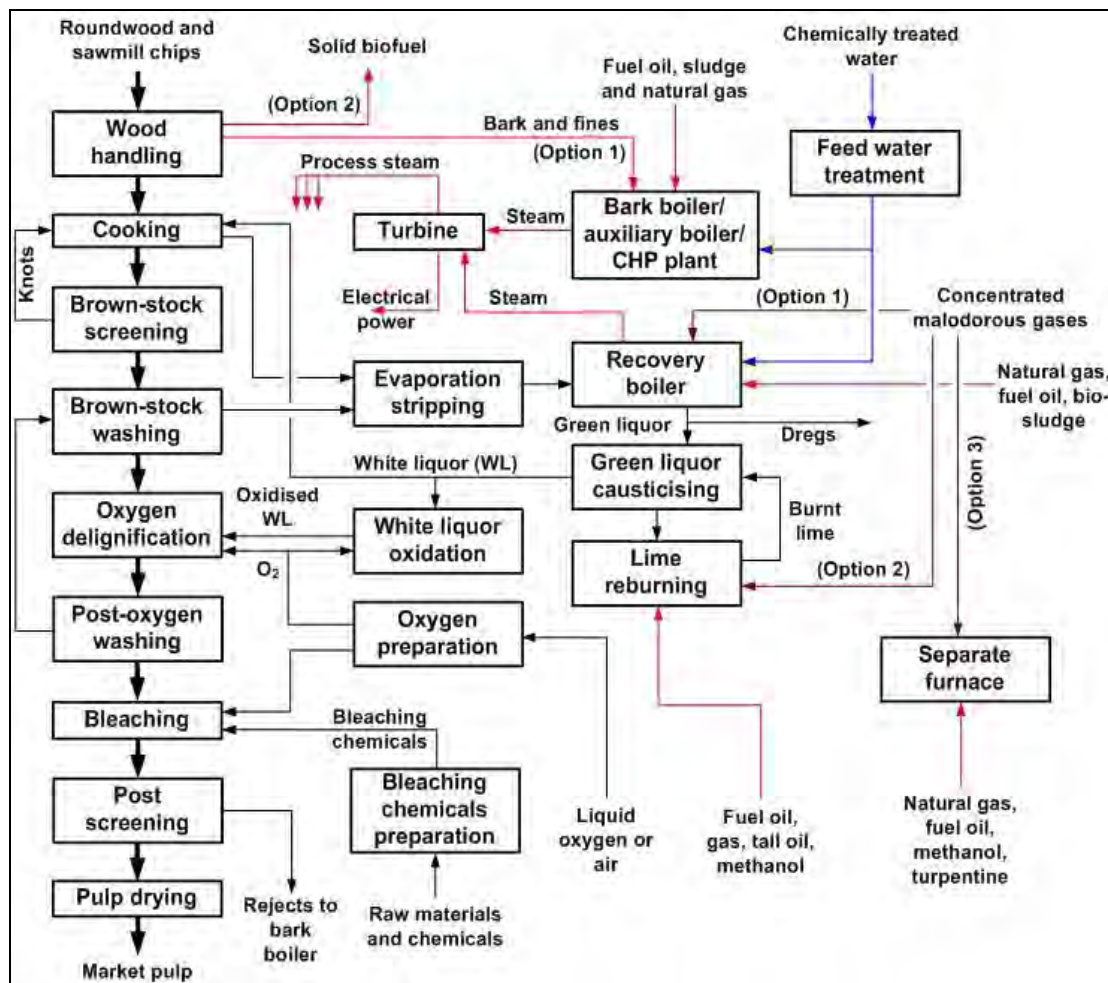 Roundwood and
sawmill chips
Solid biofuel
(Option 2)
Fuel oil, sludge
and natural gas
Chemically treated
water
Wood
handling
Bark and fines
(Option 1)
Feed water
treatment
Process steam
Cooking
Turbine
Steam
Bark boiler/
auxiliary boiler/
CHP plant
Knots
Brown-stock
screening
Electrical
power
Steam
(Option 1)
Concentrated
malodorous gases
Evaporation
stripping
Recovery
boiler
Natural gas,
fuel oil, bio-
sludge
Brown-stock
washing
Green liquor
Dregs
White liquor (WL)
Green liquor
causticising
(Option 3)
Oxygen
delignification
Oxidised
WL
White liquor
oxidation
Burnt
lime
O2
Lime
reburning
(Option 2)
Post-oxygen
washing
Oxygen
preparation
Separate
furnace
Bleaching
Bleaching
chemicals
Post
screening
Bleaching
chemicals
preparation
Liquid
oxygen or
air
Fuel oil,
gas, tall oil,
methanol
Natural gas,
fuel oil,
methanol,
turpentine
Pulp drying
Rejects to
bark
boiler
Raw materials
and chemicals
Market pulp